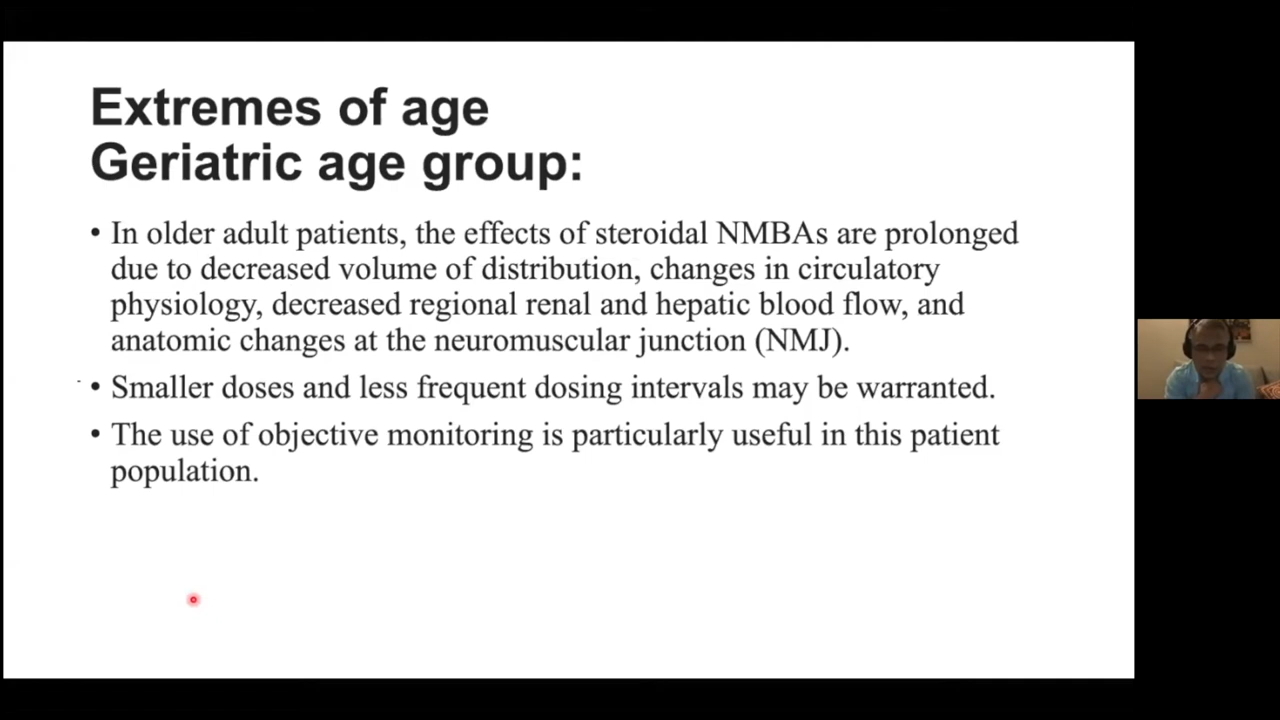 Extremes of age
Geriatric age group:
• In older adult patients, the effects of steroidal NMBAs are prolonged
due to decreased volume of distribution, changes in circulatory
physiology, decreased regional renal and hepatic blood flow, and
anatomic changes at the neuromuscular junction (NMJ).
• Smaller doses and less frequent dosing intervals may be warranted.
• The use of objective monitoring is particularly useful in this patient
population.